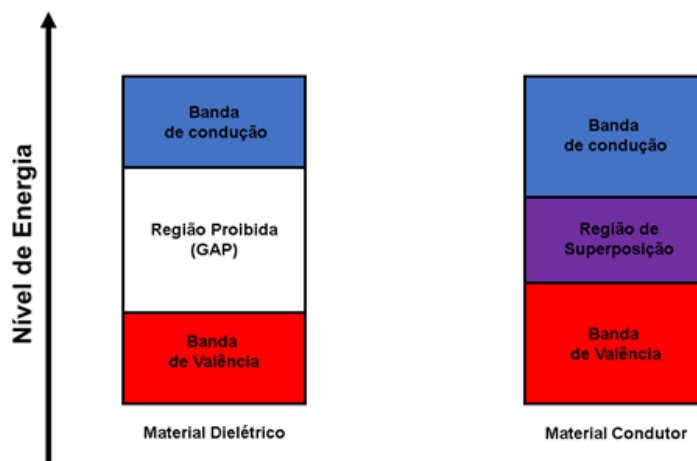 Nível de Energia
Banda
de condução
Região Proibida
(GAP)
Banda
de Valência
Material Dielétrico
Banda
de condução
Região de
Superposição
Banda
de Valência
Material Condutor